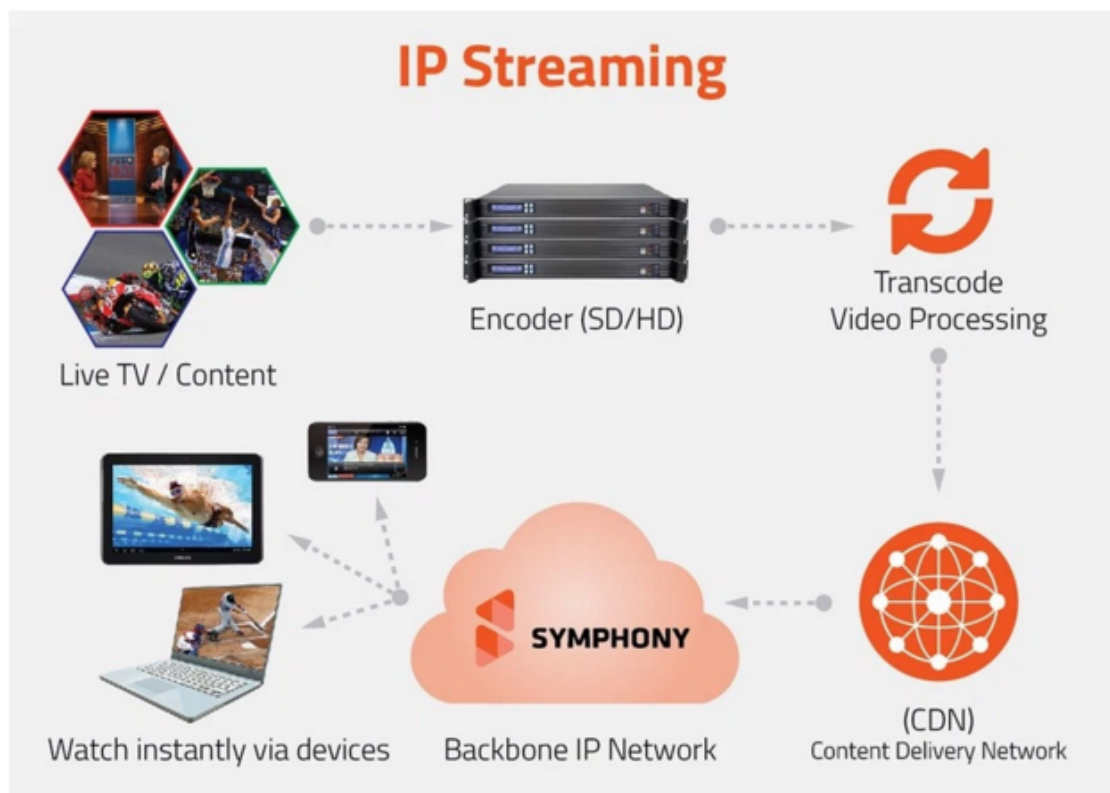 IP Streaming
Live TV / Content
Encoder (SD/HD)
Transcode
Video Processing
(CDN)
Content Delivery Network
SYMPHONY
Backbone IP Network
Watch instantly via devices